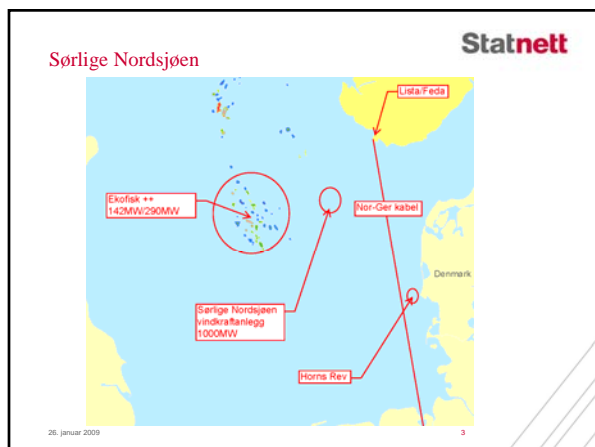 Statnett
Sørlige Nordsjøen
Lista/Feda
Ekofisk ++
142MW/290MW
Nor-Ger kabel
Denmark
Sørlige Nordsjøen
vindkraftanlegg
1000MW
Horns Rev
26. januar 2009
3